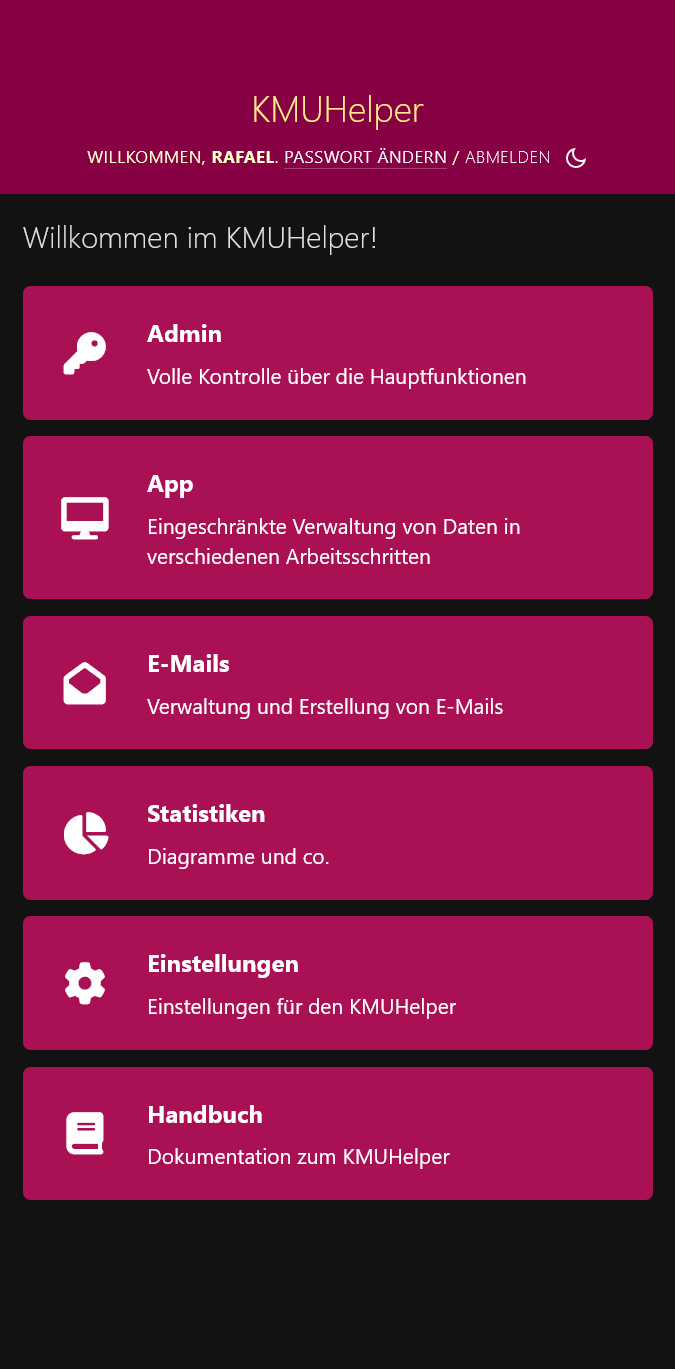 KMUHelper
WILLKOMMEN, RAFAEL. PASSWORT ÄNDERN / ABMELDEN
Willkommen im KMUHelper!
Admin
Volle Kontrolle über die Hauptfunktionen
App
Eingeschränkte Verwaltung von Daten in
verschiedenen Arbeitsschritten
E-Mails
Verwaltung und Erstellung von E-Mails
Statistiken
Diagramme und co.
Einstellungen
Einstellungen für den KMUHelper
Handbuch
Dokumentation zum KMUHelper